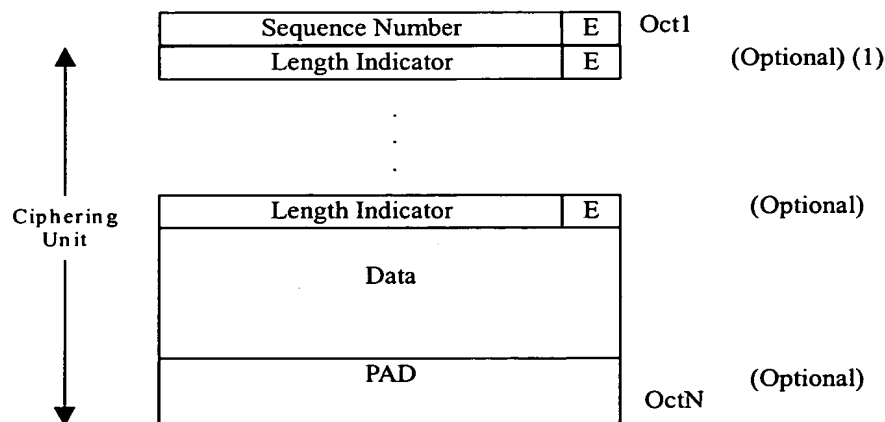 Sequence Number E Oct1
Length Indicator E (Optional) (1)
Length Indicator E (Optional)
Ciphering
Unit
Data
PAD (Optional)
OctN